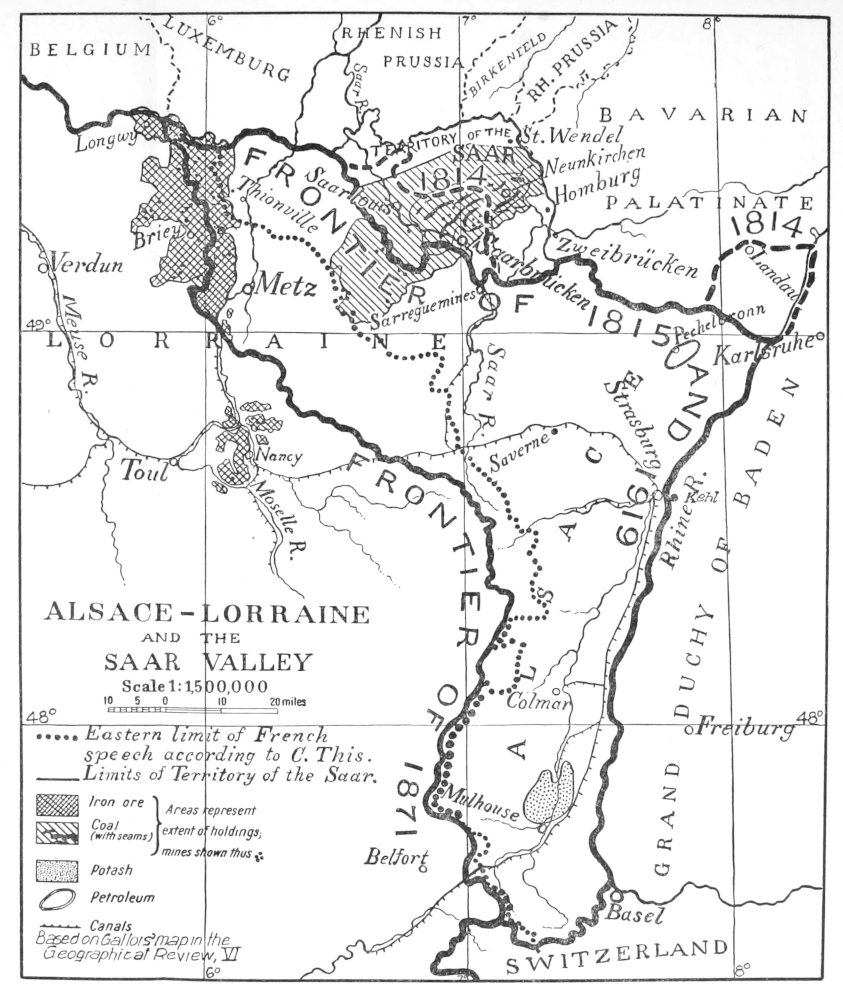 6°
7°
8°
BELGIUM
LUXEMBURG
RHENISH
PRUSSIA
Saar R.
BIRKENFELD
RH. PRUSSIA
BAVARIAN
PALATINATE
Longwy
TERRITORY OF THE
SAAR
St. Wendel
Neunkirchen
Homburg
1814
1814
Saar
louis
Thionville
Briey
Zweibrücken
Saarbrücken
Landau
Verdun
Metz
Sarreguemines
FRONTIER OF 1815 AND 1919
Pechelbronn
Karlsruhe
49°
LORRAINE
Meuse R.
Saar R.
Strasburg
Saverne
Nancy
Toul
Moselle R.
Kehl
Rhine R.
FRONTIER OF 1871
ALSACE
GRAND DUCHY OF BADEN
ALSACE-LORRAINE
AND THE
SAAR VALLEY
Scale 1:1,500,000
10 5 0 10 20 miles
Colmar
48°
48°
Freiburg
Eastern limit of French
speech according to C. This.
Limits of Territory of the Saar.
Iron ore
Coal
(with seams)
Areas represent
extent of holdings;
mines shown thus
Potash
Petroleum
Canals
Mulhouse
Belfort
Basel
SWITZERLAND
Based on Gallois' map in the
Geographical Review, VI
6°
7°
8°